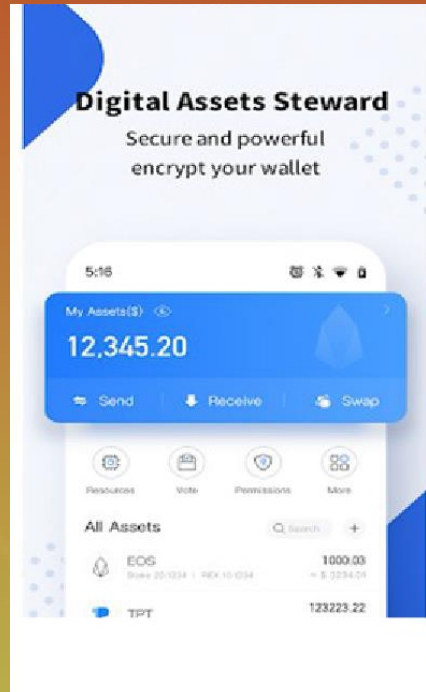 Digital Assets Steward
Secure and powerful
encrypt your wallet
5:16
My Assets($)
12,345.20
Send Receive Swap
Resources Vote Permissions More
All Assets Search +
EOS 1000.03
REX
TPT 123223.22